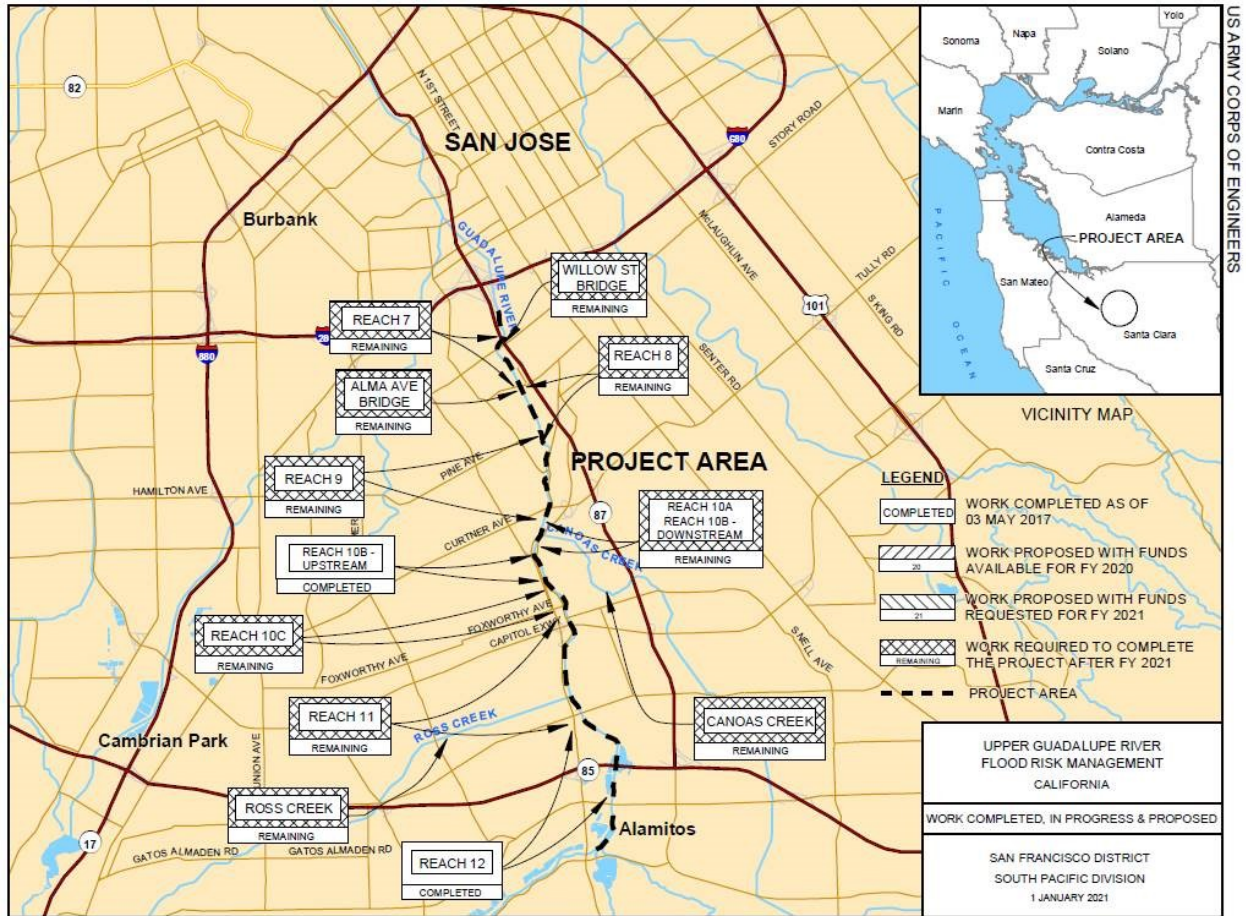 US ARMY CORPS OF ENGINEERS
82
N 1ST STREET
SAN JOSE
680
STORY ROAD
Burbank
GUADALUPE RIVER
McLAUGHLIN AVE
TULLY RD
S KING RD
101
WILLOW ST
BRIDGE
REMAINING
REACH 7
REMAINING
880
REACH 8
REMAINING
SENTER RD
ALMA AVE
BRIDGE
REMAINING
PINE AVE
PROJECT AREA
REACH 9
REMAINING
HAMILTON AVE
87
REACH 10A
REACH 10B -
DOWNSTREAM
REMAINING
CURTNER AVE
CANOAS CREEK
REACH 10B -
UPSTREAM
COMPLETED
REACH 10C
REMAINING
FOXWORTHY AVE
CAPITOL EXWY
FOXWORTHY AVE
SNELL AVE
REACH 11
REMAINING
ROSS CREEK
CANOAS CREEK
REMAINING
Cambrian Park
UNION AVE
85
ROSS CREEK
REMAINING
17
GATOS ALMADEN RD
GATOS ALMADEN RD
Alamitos
REACH 12
COMPLETED
Yolo
Napa
Sonoma
Solano
Marin
Contra Costa
Alameda
PROJECT AREA
PACIFIC OCEAN
San Mateo
Santa Clara
Santa Cruz
VICINITY MAP
LEGEND
COMPLETED
WORK COMPLETED AS OF
03 MAY 2017
20
WORK PROPOSED WITH FUNDS
AVAILABLE FOR FY 2020
21
WORK PROPOSED WITH FUNDS
REQUESTED FOR FY 2021
REMAINING
WORK REQUIRED TO COMPLETE
THE PROJECT AFTER FY 2021
PROJECT AREA
UPPER GUADALUPE RIVER
FLOOD RISK MANAGEMENT
CALIFORNIA
WORK COMPLETED, IN PROGRESS & PROPOSED
SAN FRANCISCO DISTRICT
SOUTH PACIFIC DIVISION
1 JANUARY 2021